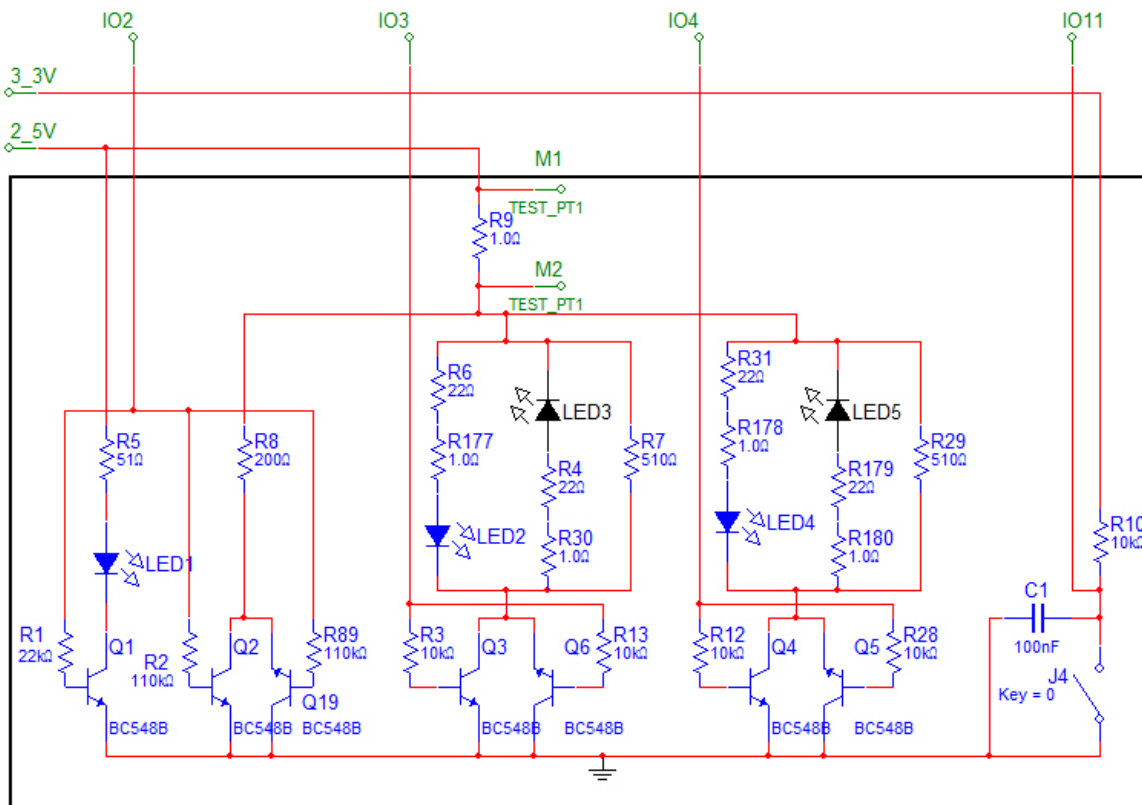 IO2
IO3
IO4
IO11
3_3V
2_5V
M1
TEST_PT1
R9
1.0Ω
M2
TEST_PT1
R6
22Ω
LED3
R177
1.0Ω
R7
510Ω
R4
22Ω
LED2
R30
1.0Ω
R31
22Ω
LED5
R178
1.0Ω
R29
510Ω
R179
22Ω
LED4
R180
1.0Ω
R5
51Ω
R8
200Ω
LED1
R10
10kΩ
C1
100nF
J4
Key = 0
R1
22kΩ
Q1
BC548B
R2
110kΩ
Q2
BC548B
R89
110kΩ
Q19
BC548B
R3
10kΩ
Q3
BC548B
Q6
R13
10kΩ
BC548B
R12
10kΩ
Q4
BC548B
Q5
R28
10kΩ
BC548B